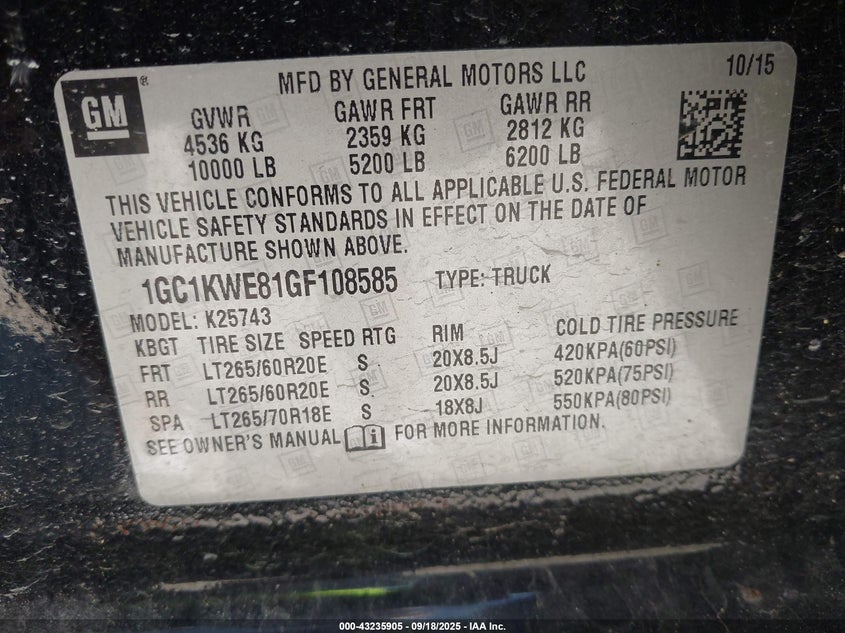 GM ®
MFD BY GENERAL MOTORS LLC 10/15
GVWR GAWR FRT GAWR RR
4536 KG 2359 KG 2812 KG
10000 LB 5200 LB 6200 LB
THIS VEHICLE CONFORMS TO ALL APPLICABLE U.S. FEDERAL MOTOR
VEHICLE SAFETY STANDARDS IN EFFECT ON THE DATE OF
MANUFACTURE SHOWN ABOVE.
1GC1KWE81GF108585 TYPE: TRUCK
MODEL: K25743
KBGT TIRE SIZE SPEED RTG RIM COLD TIRE PRESSURE
FRT LT265/60R20E S 20X8.5J 420KPA(60PSI)
RR LT265/60R20E S 20X8.5J 520KPA(75PSI)
SPA LT265/70R18E S 18X8J 550KPA(80PSI)
SEE OWNER'S MANUAL FOR MORE INFORMATION.
000-43235905 - 09/18/2025 - IAA Inc.